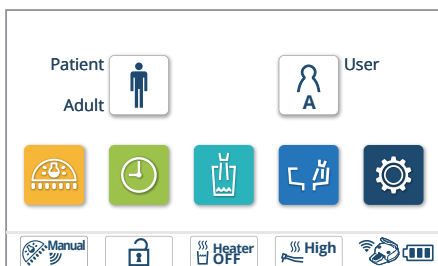 Patient
User
Adult
A
Manual
Heater
OFF
High